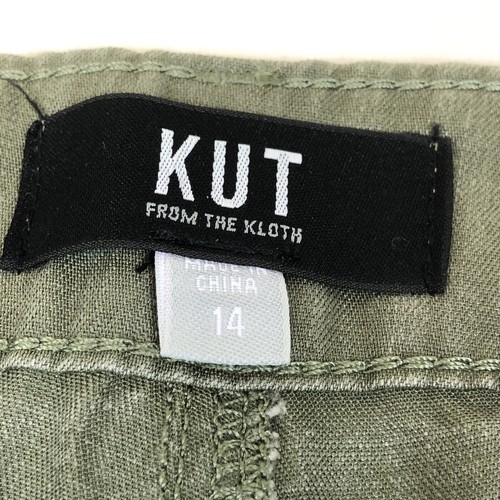 KUT
FROM THE KLOTH
MADE IN
CHINA
14